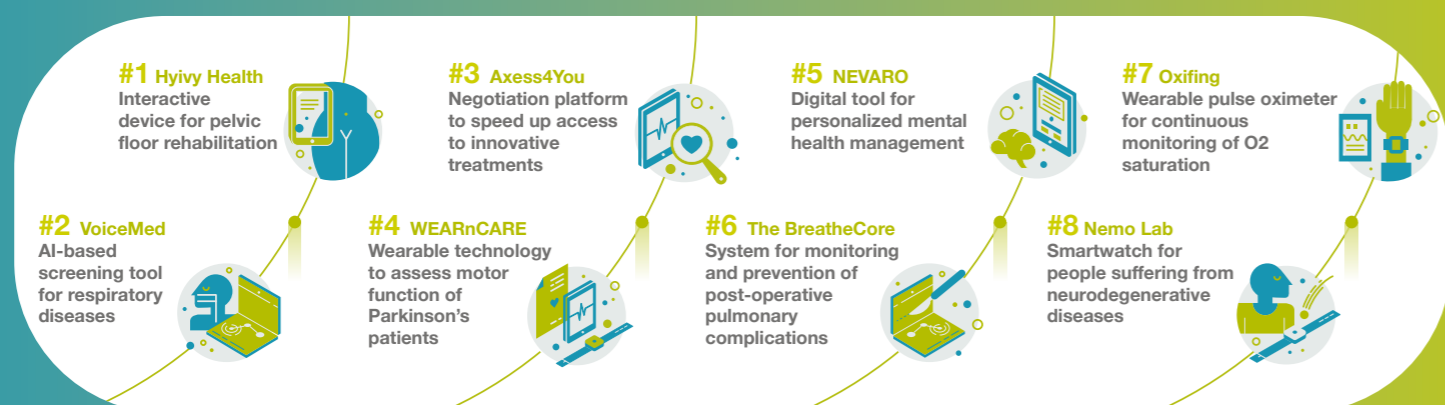 #1 Hyivy Health
Interactive
device for pelvic
floor rehabilitation
#2 VoiceMed
AI-based
screening tool
for respiratory
diseases
#3 Axess4You
Negotiation platform
to speed up access
to innovative
treatments
#4 WEARnCARE
Wearable technology
to assess motor
function of
Parkinson’s
patients
#5 NEVARO
Digital tool for
personalized mental
health management
#6 The BreatheCore
System for monitoring
and prevention of
post-operative
pulmonary
complications
#7 Oxifing
Wearable pulse oximeter
for continuous
monitoring of O2
saturation
#8 Nemo Lab
Smartwatch for
people suffering from
neurodegenerative
diseases